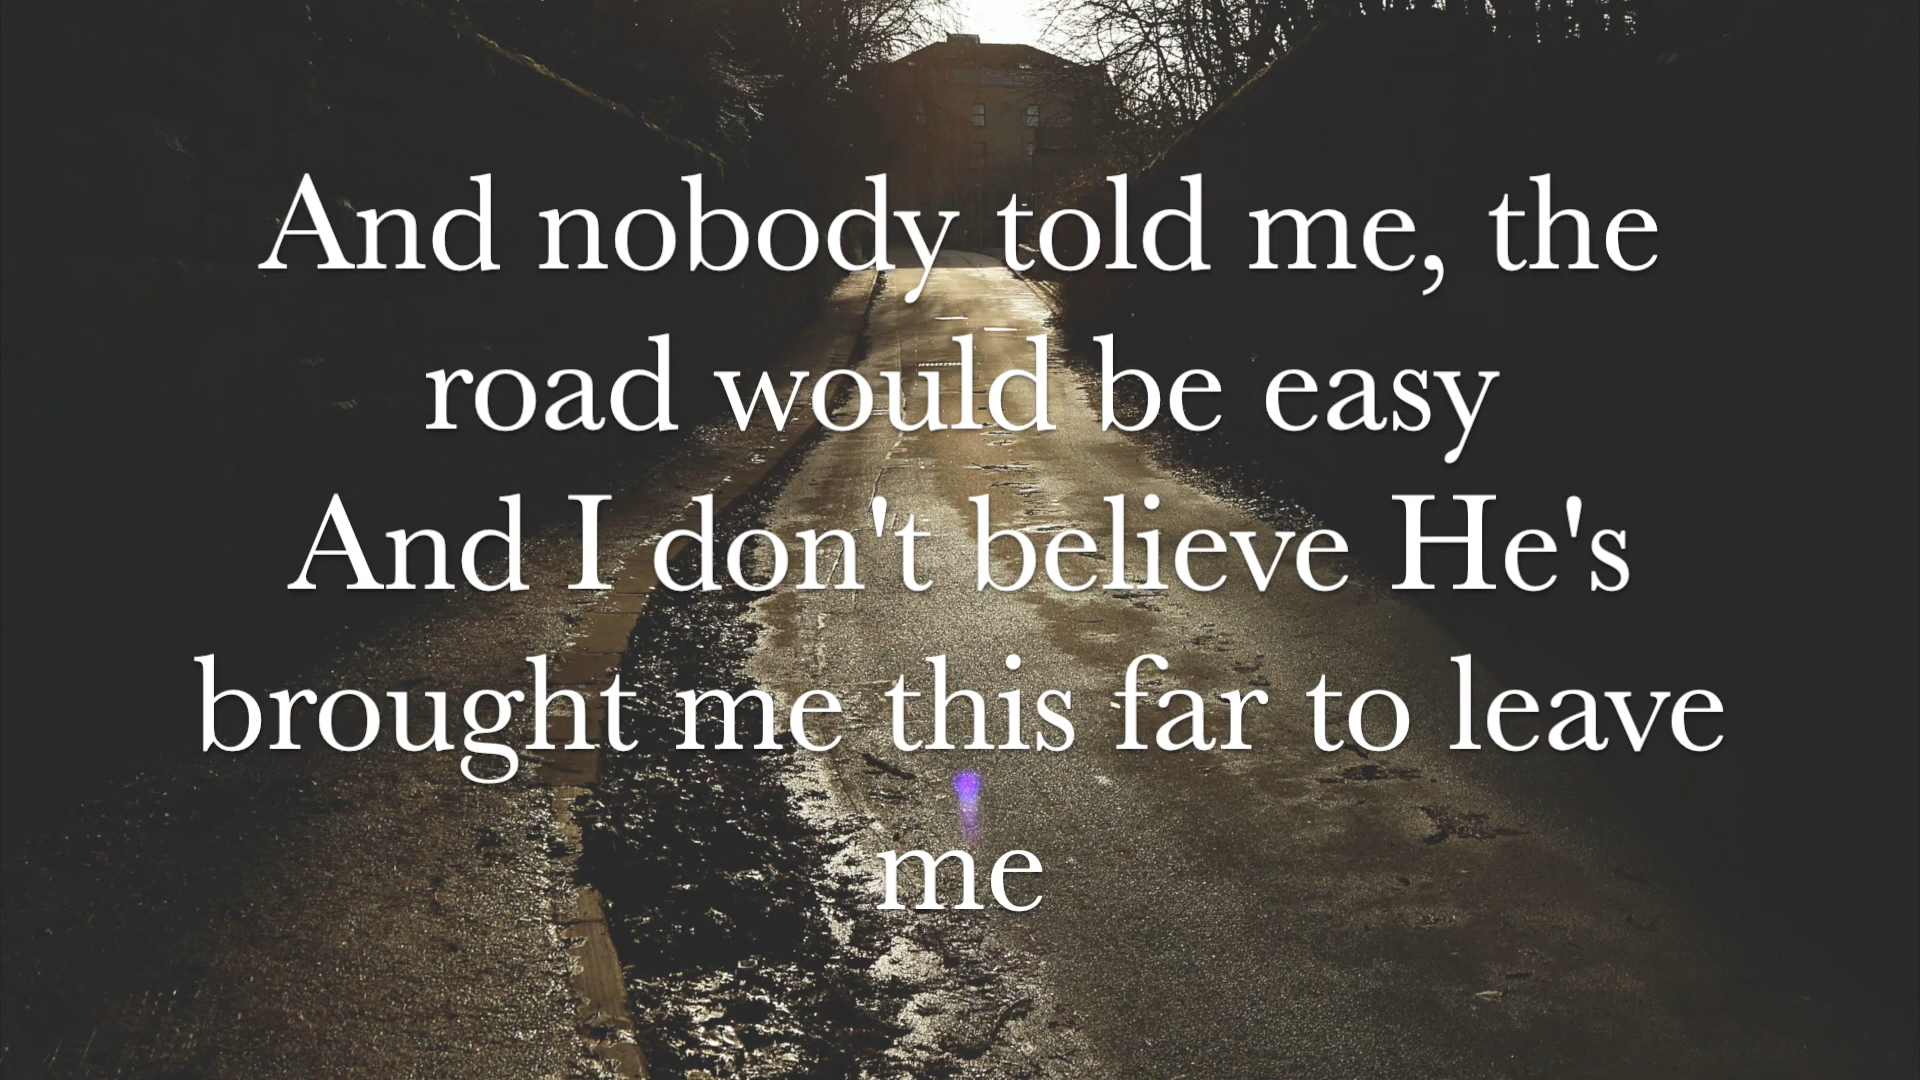 And nobody told me, the
road would be easy
And I don't believe He's
brought me this far to leave
me